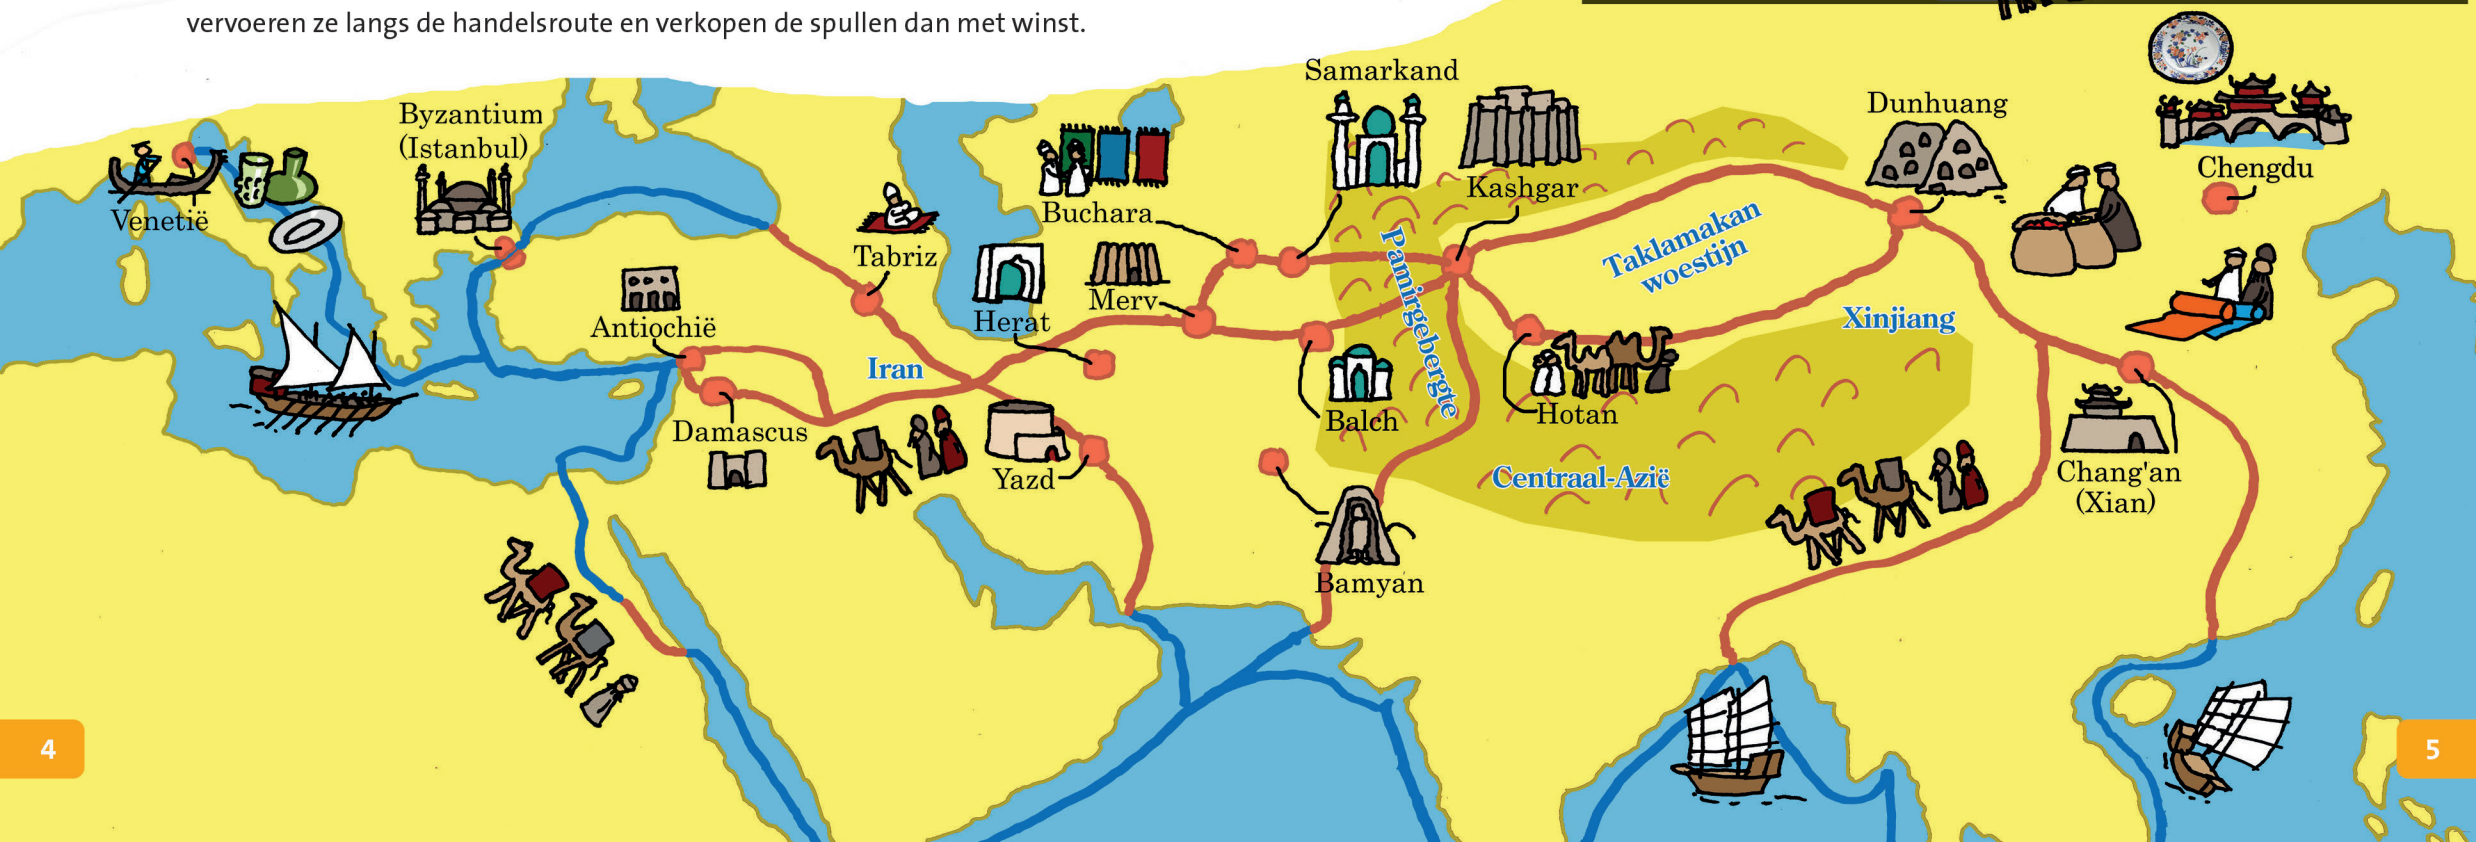 vervoeren ze langs de handelsroute en verkopen de spullen dan met winst.
Samarkand
Byzantium
(Istanbul)
Dunhuang
Chengdu
Kashgar
Venetië
Buchara
Tabriz
Taklamakan
woestijn
Pamirgebergte
Merv
Herat
Antiochië
Xinjiang
Iran
Balch
Hotan
Damascus
Yazd
Centraal-Azië
Chang'an
(Xian)
Bamyan
4
5